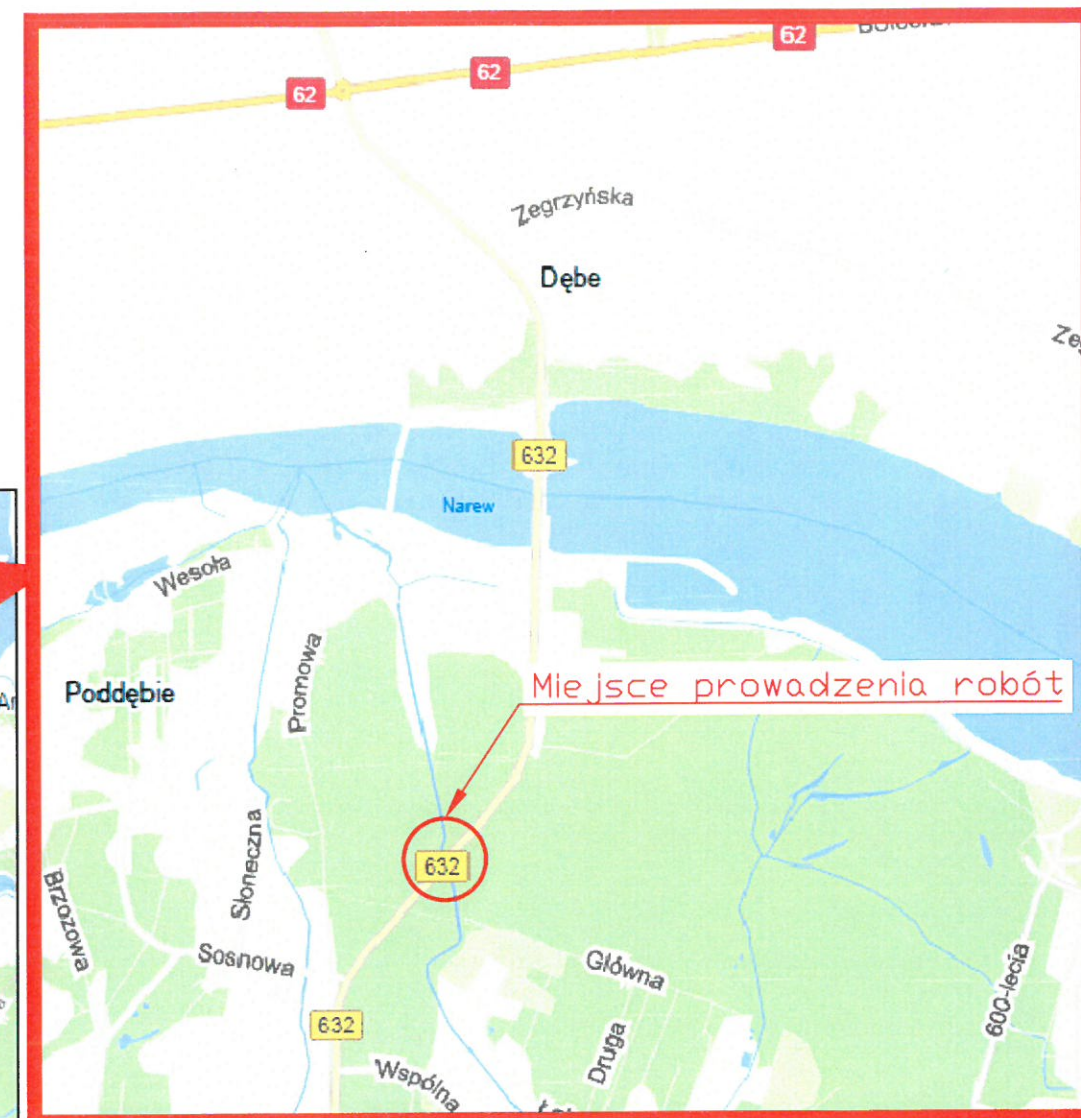 62
62
62
Zegrzyńska
Dębe
632
Narew
Wesoła
Promowa
Poddębie
Miejsce prowadzenia robót
632
Słoneczna
Brzozowa
Sosnowa
Główna
600-lecia
632
Druga
Wspólna